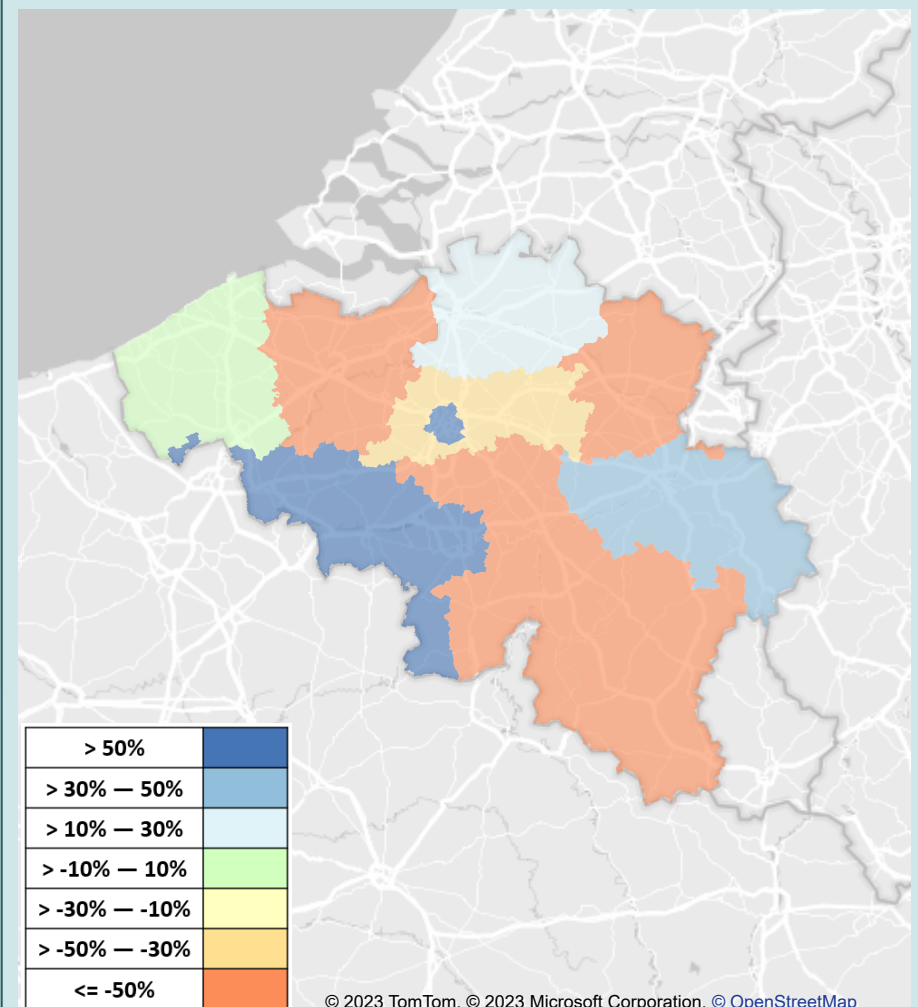 > 50%
> 30% — 50%
> 10% — 30%
> -10% — 10%
> -30% — -10%
> -50% — -30%
<= -50%
© 2023 TomTom, © 2023 Microsoft Corporation, © OpenStreetMap